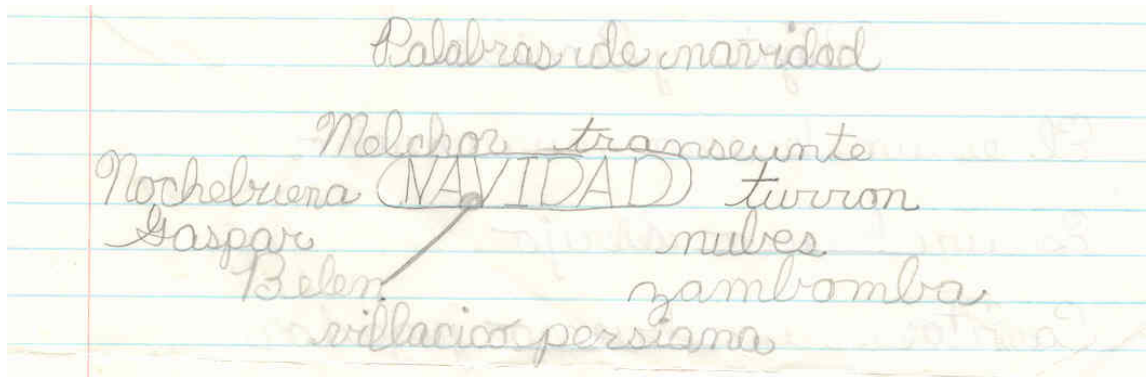 Palabras de navidad
Melchor transeunte
Nochebuena NAVIDAD turron
Gaspar nubes
Belen zambomba
villacico persiana